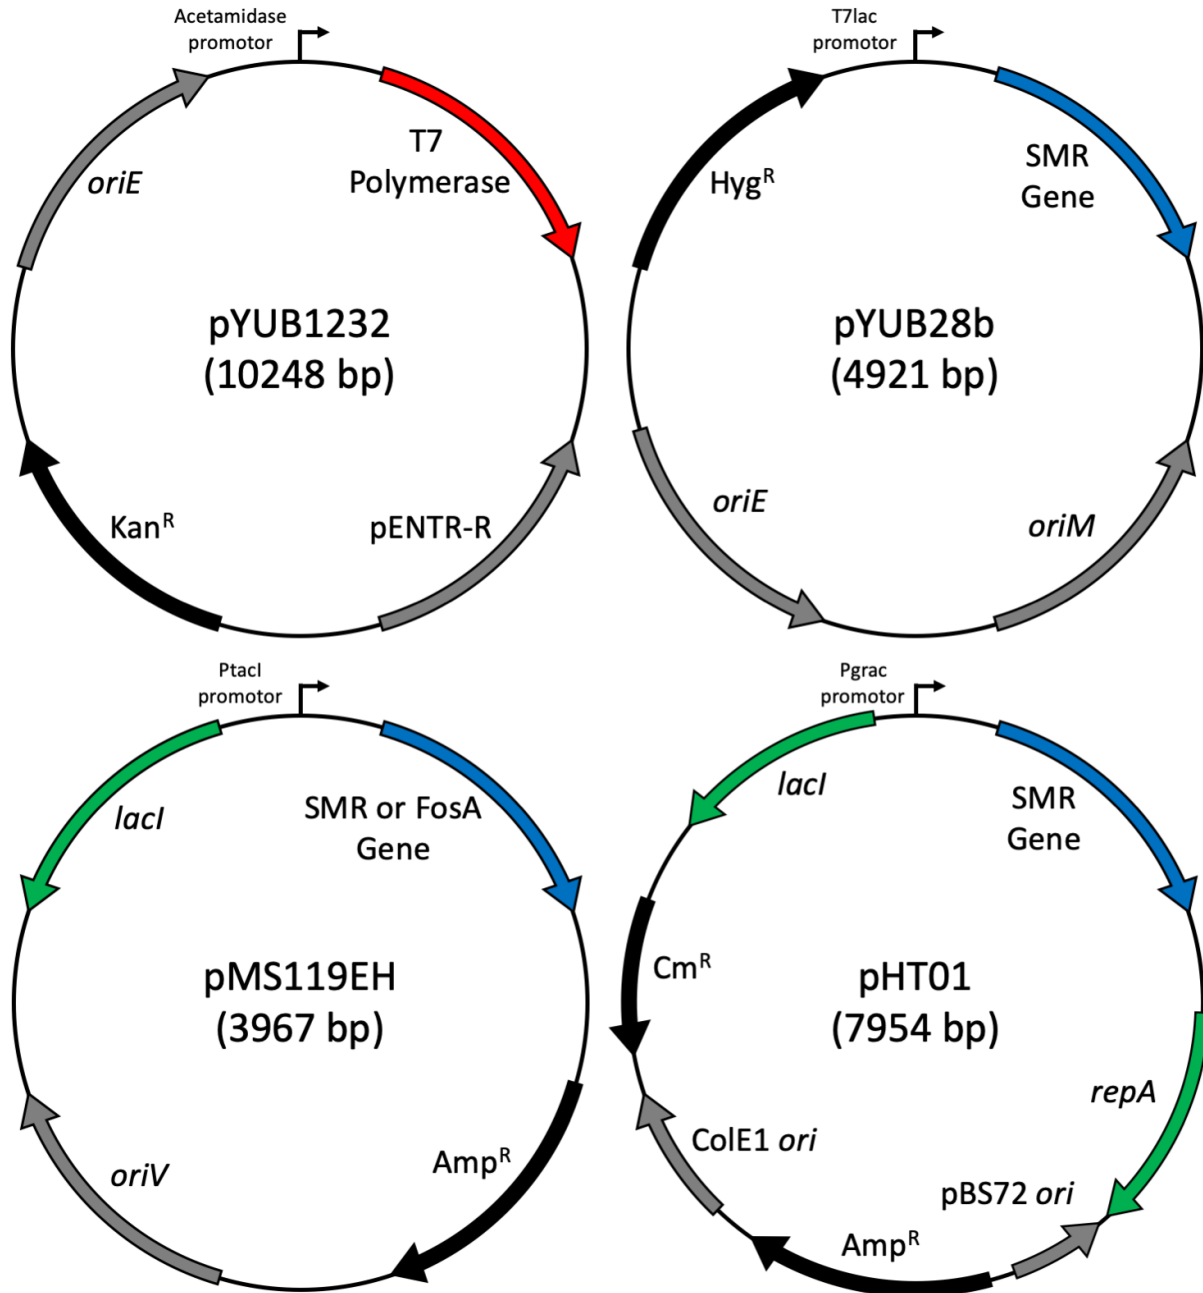 Acetamidase
promotor
T7
Polymerase
oriE
pYUB1232
(10248 bp)
Kanᴿ
pENTR-R
T7lac
promotor
Hygᴿ
SMR
Gene
pYUB28b
(4921 bp)
oriE
oriM
PtacI
promotor
lacI
SMR or FosA
Gene
pMS119EH
(3967 bp)
Ampᴿ
oriV
Pgrac
promotor
lacI
SMR
Gene
Cmᴿ
pHT01
(7954 bp)
repA
ColE1 ori
pBS72 ori
Ampᴿ